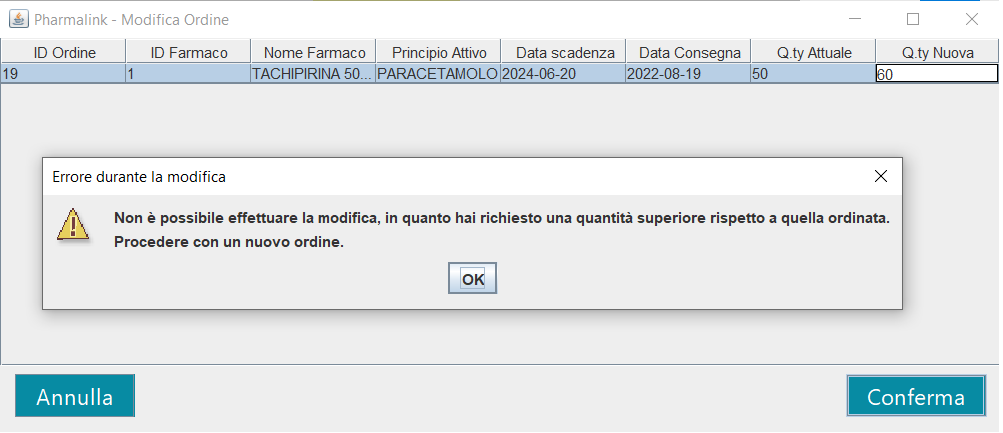 Pharmalink - Modifica Ordine
ID Ordine ID Farmaco Nome Farmaco Principio Attivo Data scadenza Data Consegna Q.ty Attuale Q.ty Nuova
19 1 TACHIPIRINA 50... PARACETAMOLO 2024-06-20 2022-08-19 50 60
Errore durante la modifica
Non è possibile effettuare la modifica, in quanto hai richiesto una quantità superiore rispetto a quella ordinata.
Procedere con un nuovo ordine.
OK
Annulla Conferma